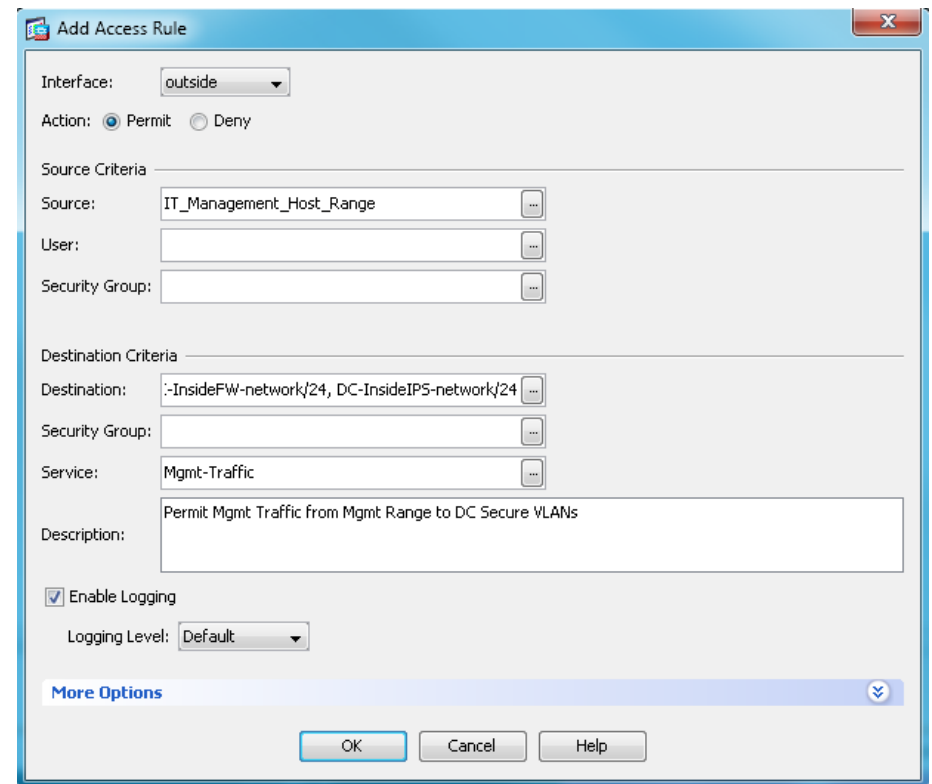 Add Access Rule
Interface: outside
Action: Permit Deny
Source Criteria
Source: IT_Management_Host_Range ...
User: ...
Security Group: ...
Destination Criteria
Destination: :-InsideFW-network/24, DC-InsideIPS-network/24 ...
Security Group: ...
Service: Mgmt-Traffic ...
Permit Mgmt Traffic from Mgmt Range to DC Secure VLANs
Description:
Enable Logging
Logging Level: Default
More Options
OK Cancel Help